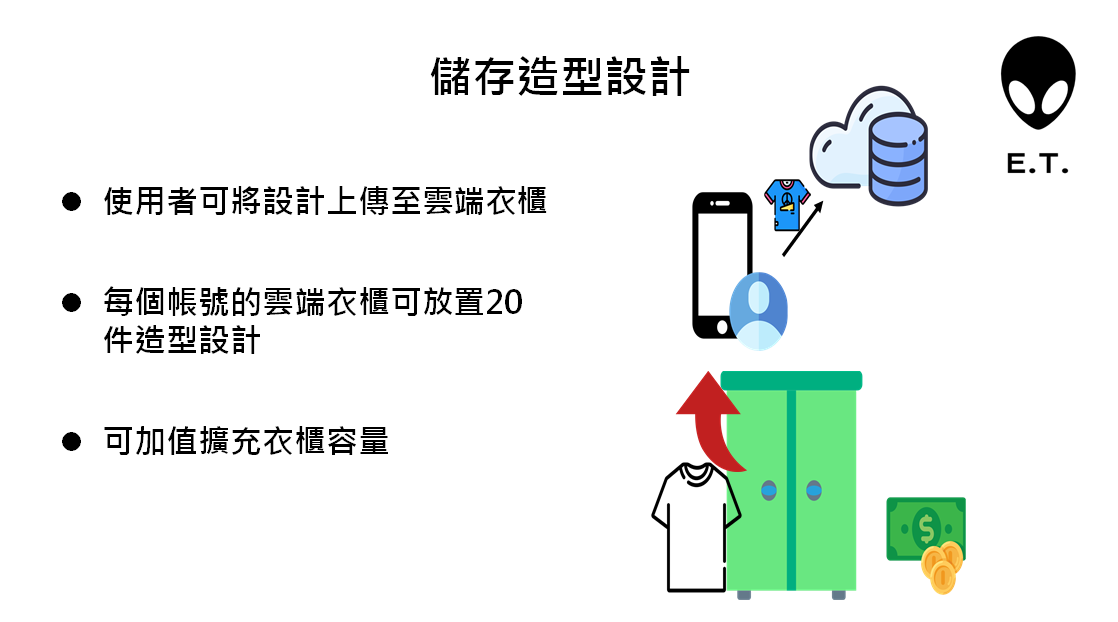 儲存造型設計
E.T.
● 使用者可將設計上傳至雲端衣櫃
● 每個帳號的雲端衣櫃可放置20
件造型設計
● 可加值擴充衣櫃容量
$